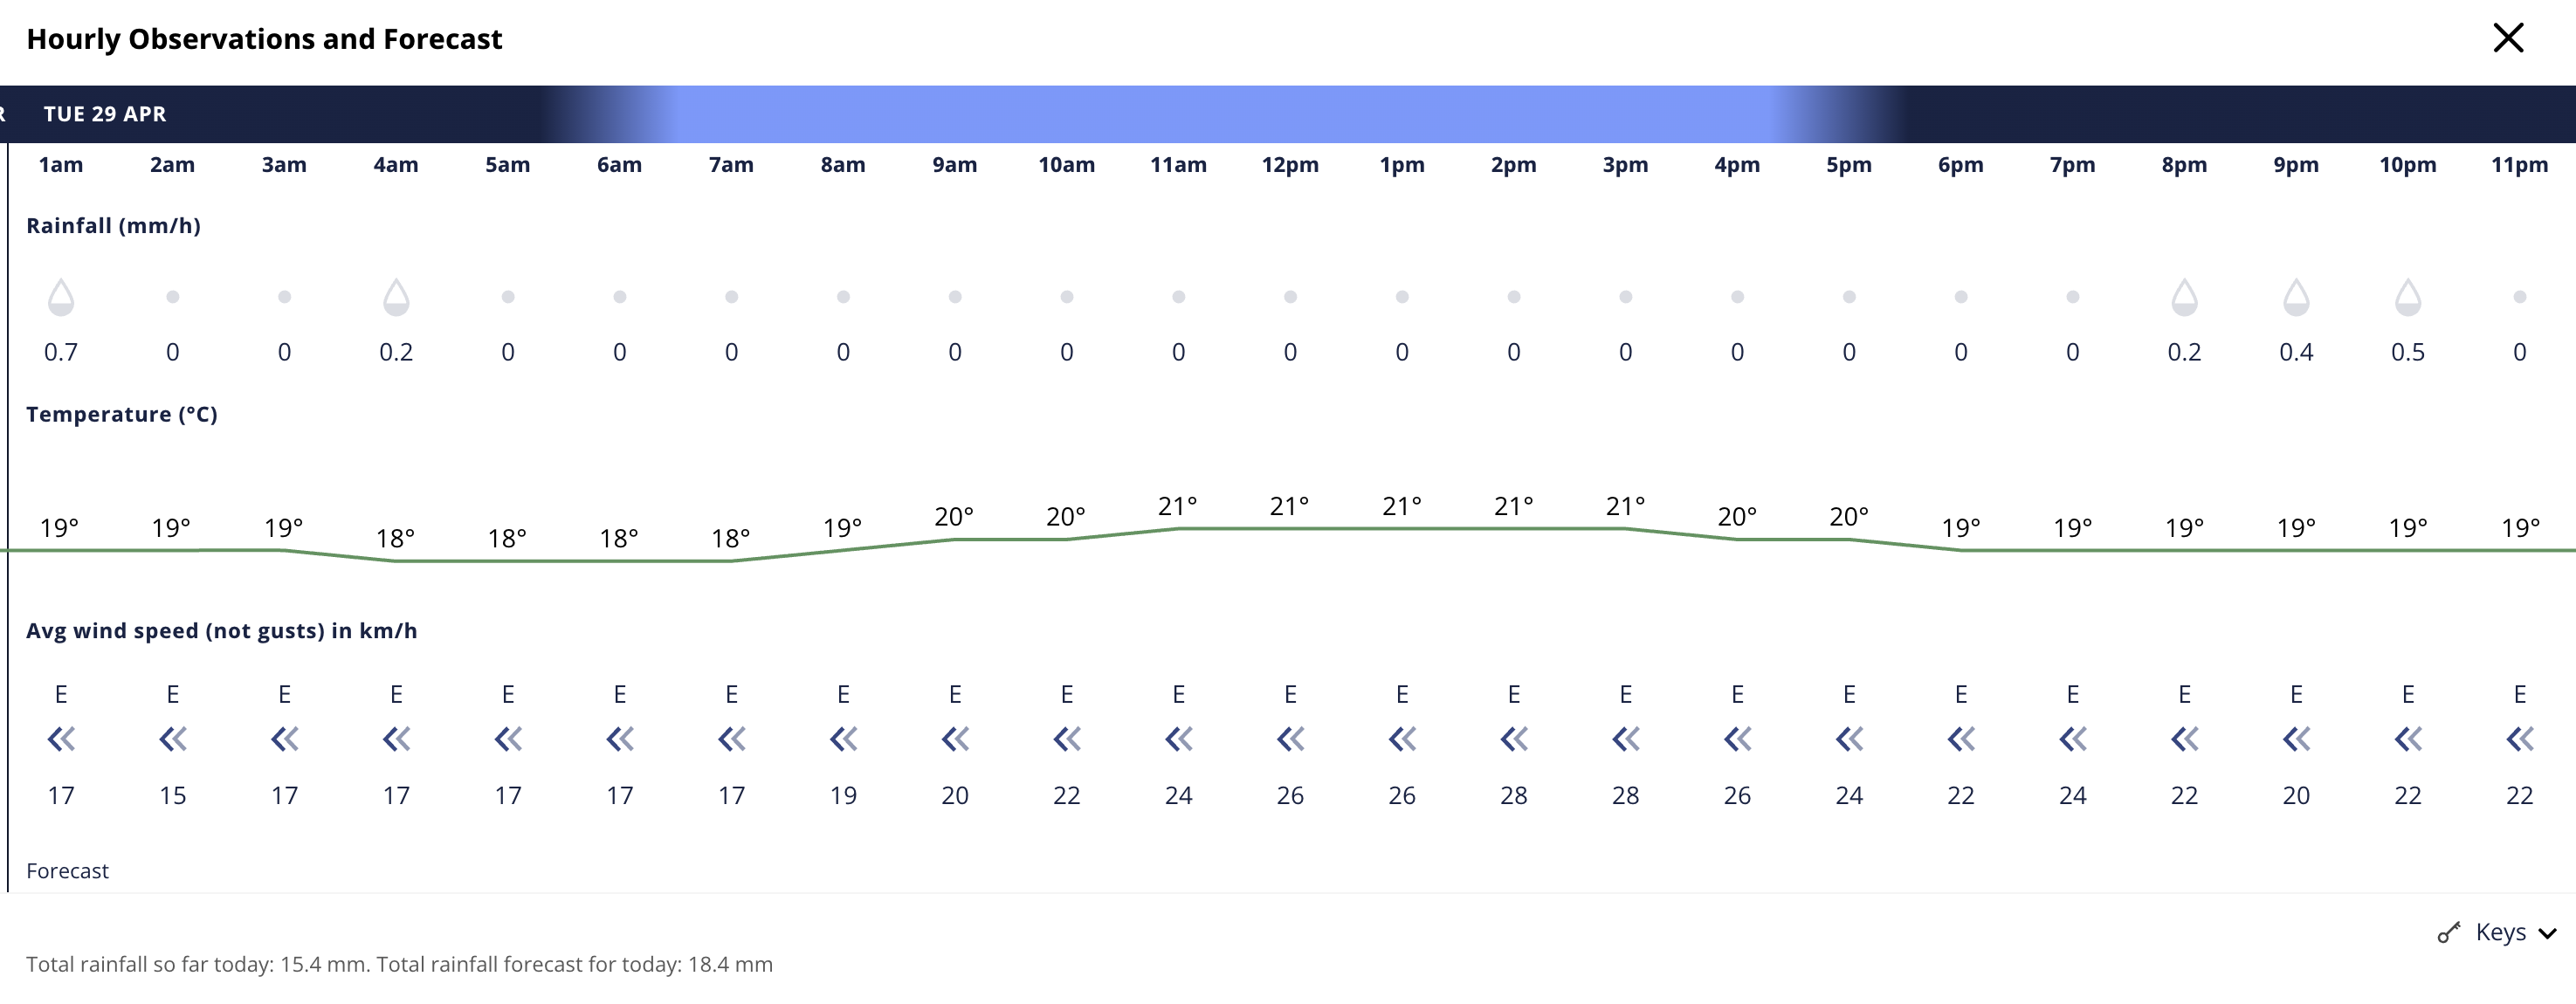 Hourly Observations and Forecast
R TUE 29 APR
1am 2am 3am 4am 5am 6am 7am 8am 9am 10am 11am 12pm 1pm 2pm 3pm 4pm 5pm 6pm 7pm 8pm 9pm 10pm 11pm
Rainfall (mm/h)
0.7 0 0 0.2 0 0 0 0 0 0 0 0 0 0 0 0 0 0 0 0.2 0.4 0.5 0
Temperature (°C)
19° 19° 19° 18° 18° 18° 18° 19° 20° 20° 21° 21° 21° 21° 21° 20° 20° 19° 19° 19° 19° 19° 19°
Avg wind speed (not gusts) in km/h
E E E E E E E E E E E E E E E E E E E E E E E
17 15 17 17 17 17 17 19 20 22 24 26 26 28 28 26 24 22 24 22 20 22 22
Forecast
Keys
Total rainfall so far today: 15.4 mm. Total rainfall forecast for today: 18.4 mm